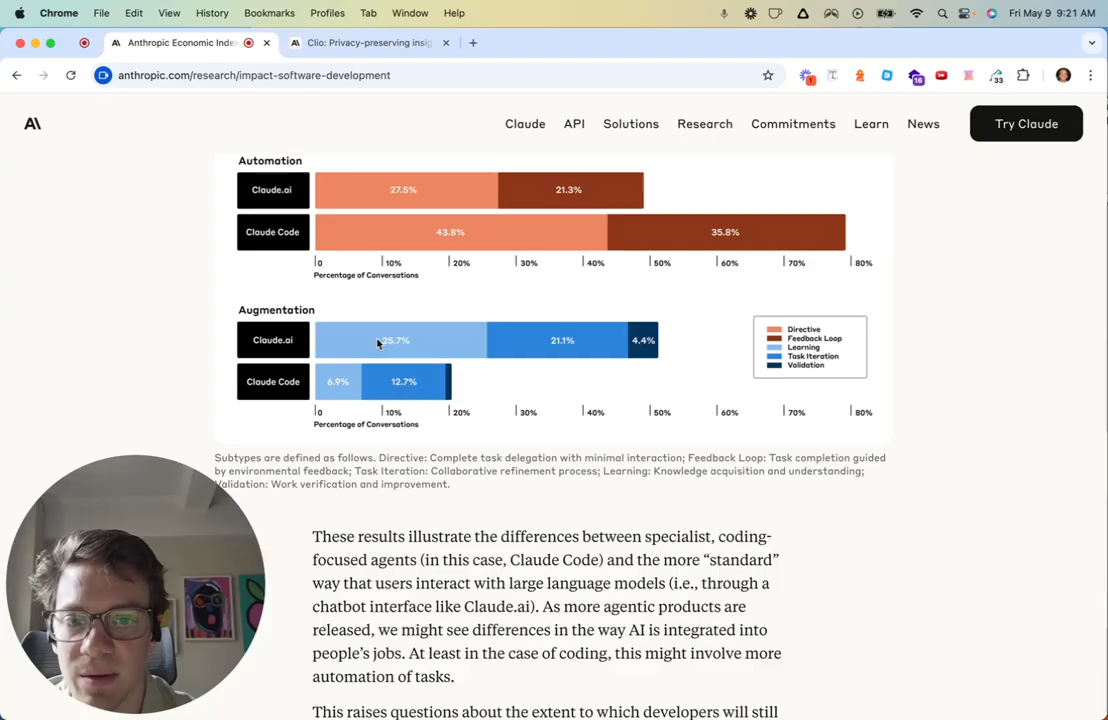 Chrome File Edit View History Bookmarks Profiles Tab Window Help Fri May 9 9:21 AM
Anthropic Economic Inde Clio: Privacy-preserving insig
anthropic.com/research/impact-software-development 1 16 33
Claude API Solutions Research Commitments Learn News Try Claude
Automation
Claude.ai 27.5% 21.3%
Claude Code 43.8% 35.8%
0 10% 20% 30% 40% 50% 60% 70% 80%
Percentage of Conversations
Augmentation
Claude.ai 25.7% 21.1% 4.4%
Claude Code 6.9% 12.7%
0 10% 20% 30% 40% 50% 60% 70% 80%
Percentage of Conversations
Directive
Feedback Loop
Learning
Task Iteration
Validation
Subtypes are defined as follows. Directive: Complete task delegation with minimal interaction; Feedback Loop: Task completion guided
by environmental feedback; Task Iteration: Collaborative refinement process; Learning: Knowledge acquisition and understanding;
Validation: Work verification and improvement.
These results illustrate the differences between specialist, coding-
focused agents (in this case, Claude Code) and the more “standard”
way that users interact with large language models (i.e., through a
chatbot interface like Claude.ai). As more agentic products are
released, we might see differences in the way AI is integrated into
people’s jobs. At least in the case of coding, this might involve more
automation of tasks.
This raises questions about the extent to which developers will still